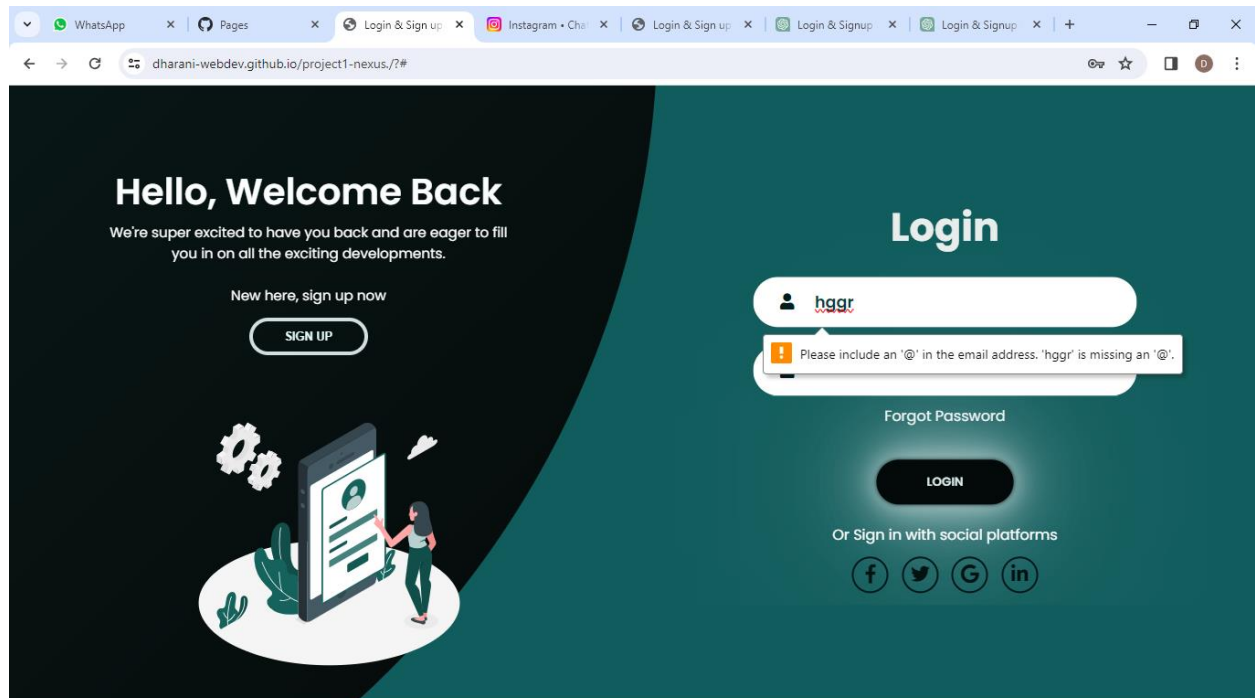 WhatsApp
Pages
Login & Sign up
Instagram • Cha
Login & Sign up
Login & Signup
Login & Signup
dharani-webdev.github.io/project1-nexus./?#
D
Hello, Welcome Back
We're super excited to have you back and are eager to fill
you in on all the exciting developments.
New here, sign up now
SIGN UP
Login
hggr
Please include an '@' in the email address. 'hggr' is missing an '@'.
Forgot Password
LOGIN
Or Sign in with social platforms